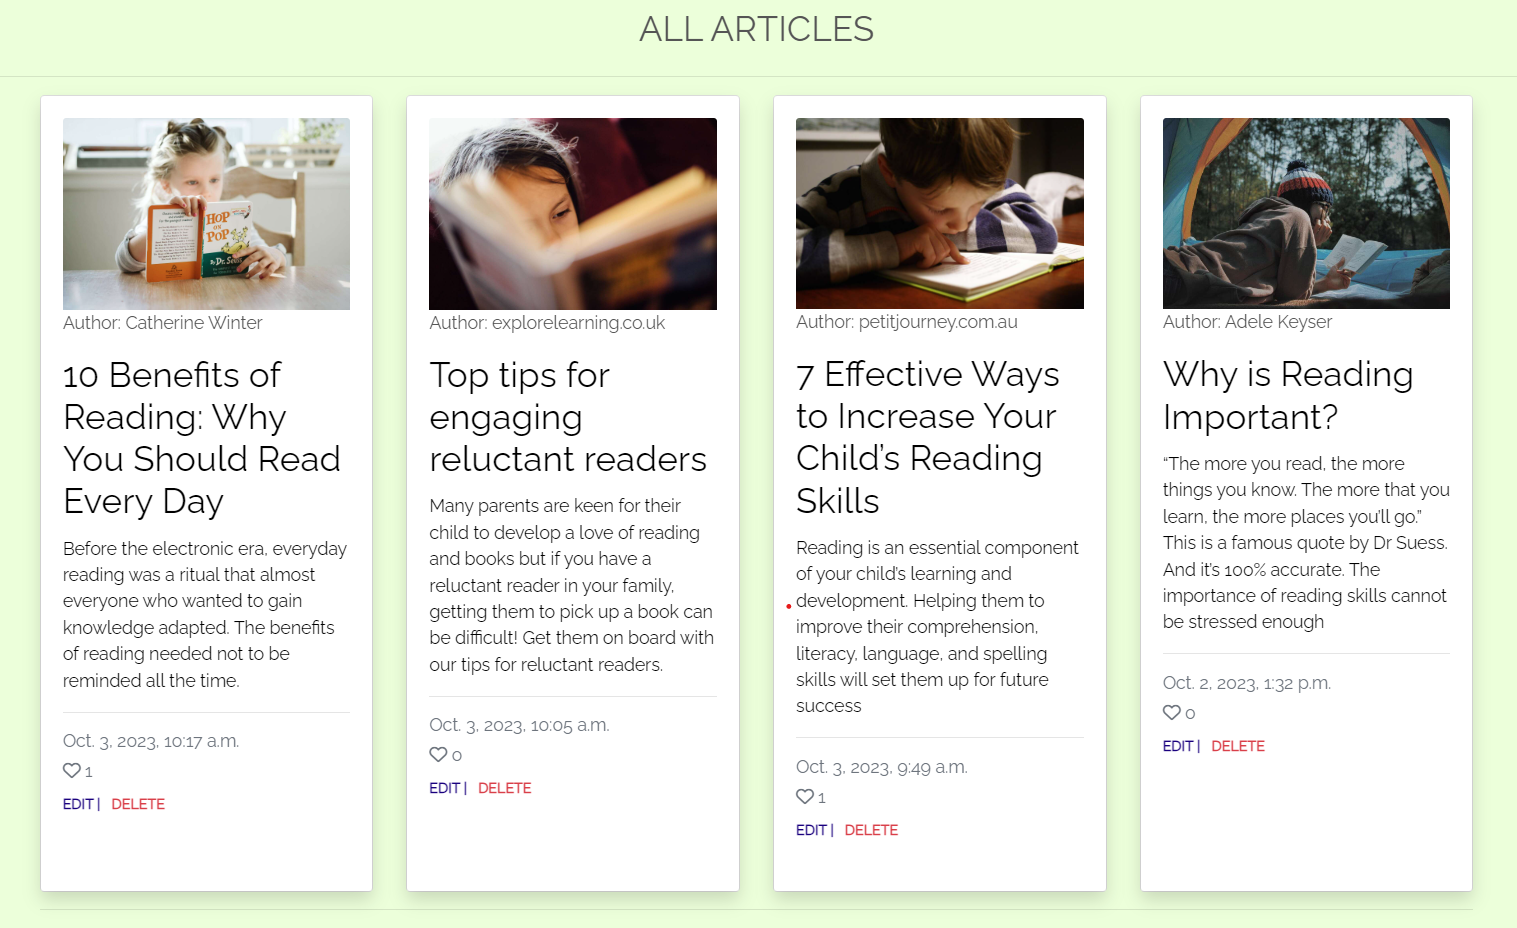 ALL ARTICLES
HOP
ON
POP
By Dr. Seuss
Author: Catherine Winter
10 Benefits of
Reading: Why
You Should Read
Every Day
Before the electronic era, everyday
reading was a ritual that almost
everyone who wanted to gain
knowledge adapted. The benefits
of reading needed not to be
reminded all the time.
Oct. 3, 2023, 10:17 a.m.
1
EDIT | DELETE
Author: explorelearning.co.uk
Top tips for
engaging
reluctant readers
Many parents are keen for their
child to develop a love of reading
and books but if you have a
reluctant reader in your family,
getting them to pick up a book can
be difficult! Get them on board with
our tips for reluctant readers.
Oct. 3, 2023, 10:05 a.m.
0
EDIT | DELETE
Author: petitjourney.com.au
7 Effective Ways
to Increase Your
Child’s Reading
Skills
Reading is an essential component
of your child’s learning and
development. Helping them to
improve their comprehension,
literacy, language, and spelling
skills will set them up for future
success
Oct. 3, 2023, 9:49 a.m.
1
EDIT | DELETE
Author: Adele Keyser
Why is Reading
Important?
“The more you read, the more
things you know. The more that you
learn, the more places you’ll go.”
This is a famous quote by Dr Suess.
And it’s 100% accurate. The
importance of reading skills cannot
be stressed enough
Oct. 2, 2023, 1:32 p.m.
0
EDIT | DELETE